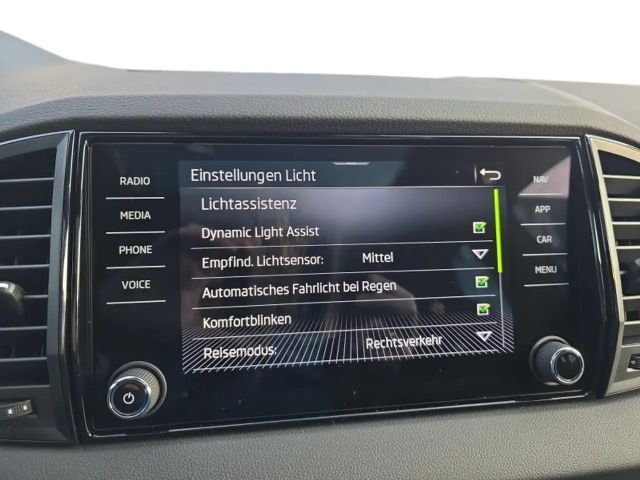 RADIO
MEDIA
PHONE
VOICE
Einstellungen Licht
Lichtassistenz
Dynamic Light Assist
Empfind. Lichtsensor: Mittel
Automatisches Fahrlicht bei Regen
Komfortblinken
Reisemodus: Rechtsverkehr
NAV
APP
CAR
MENU